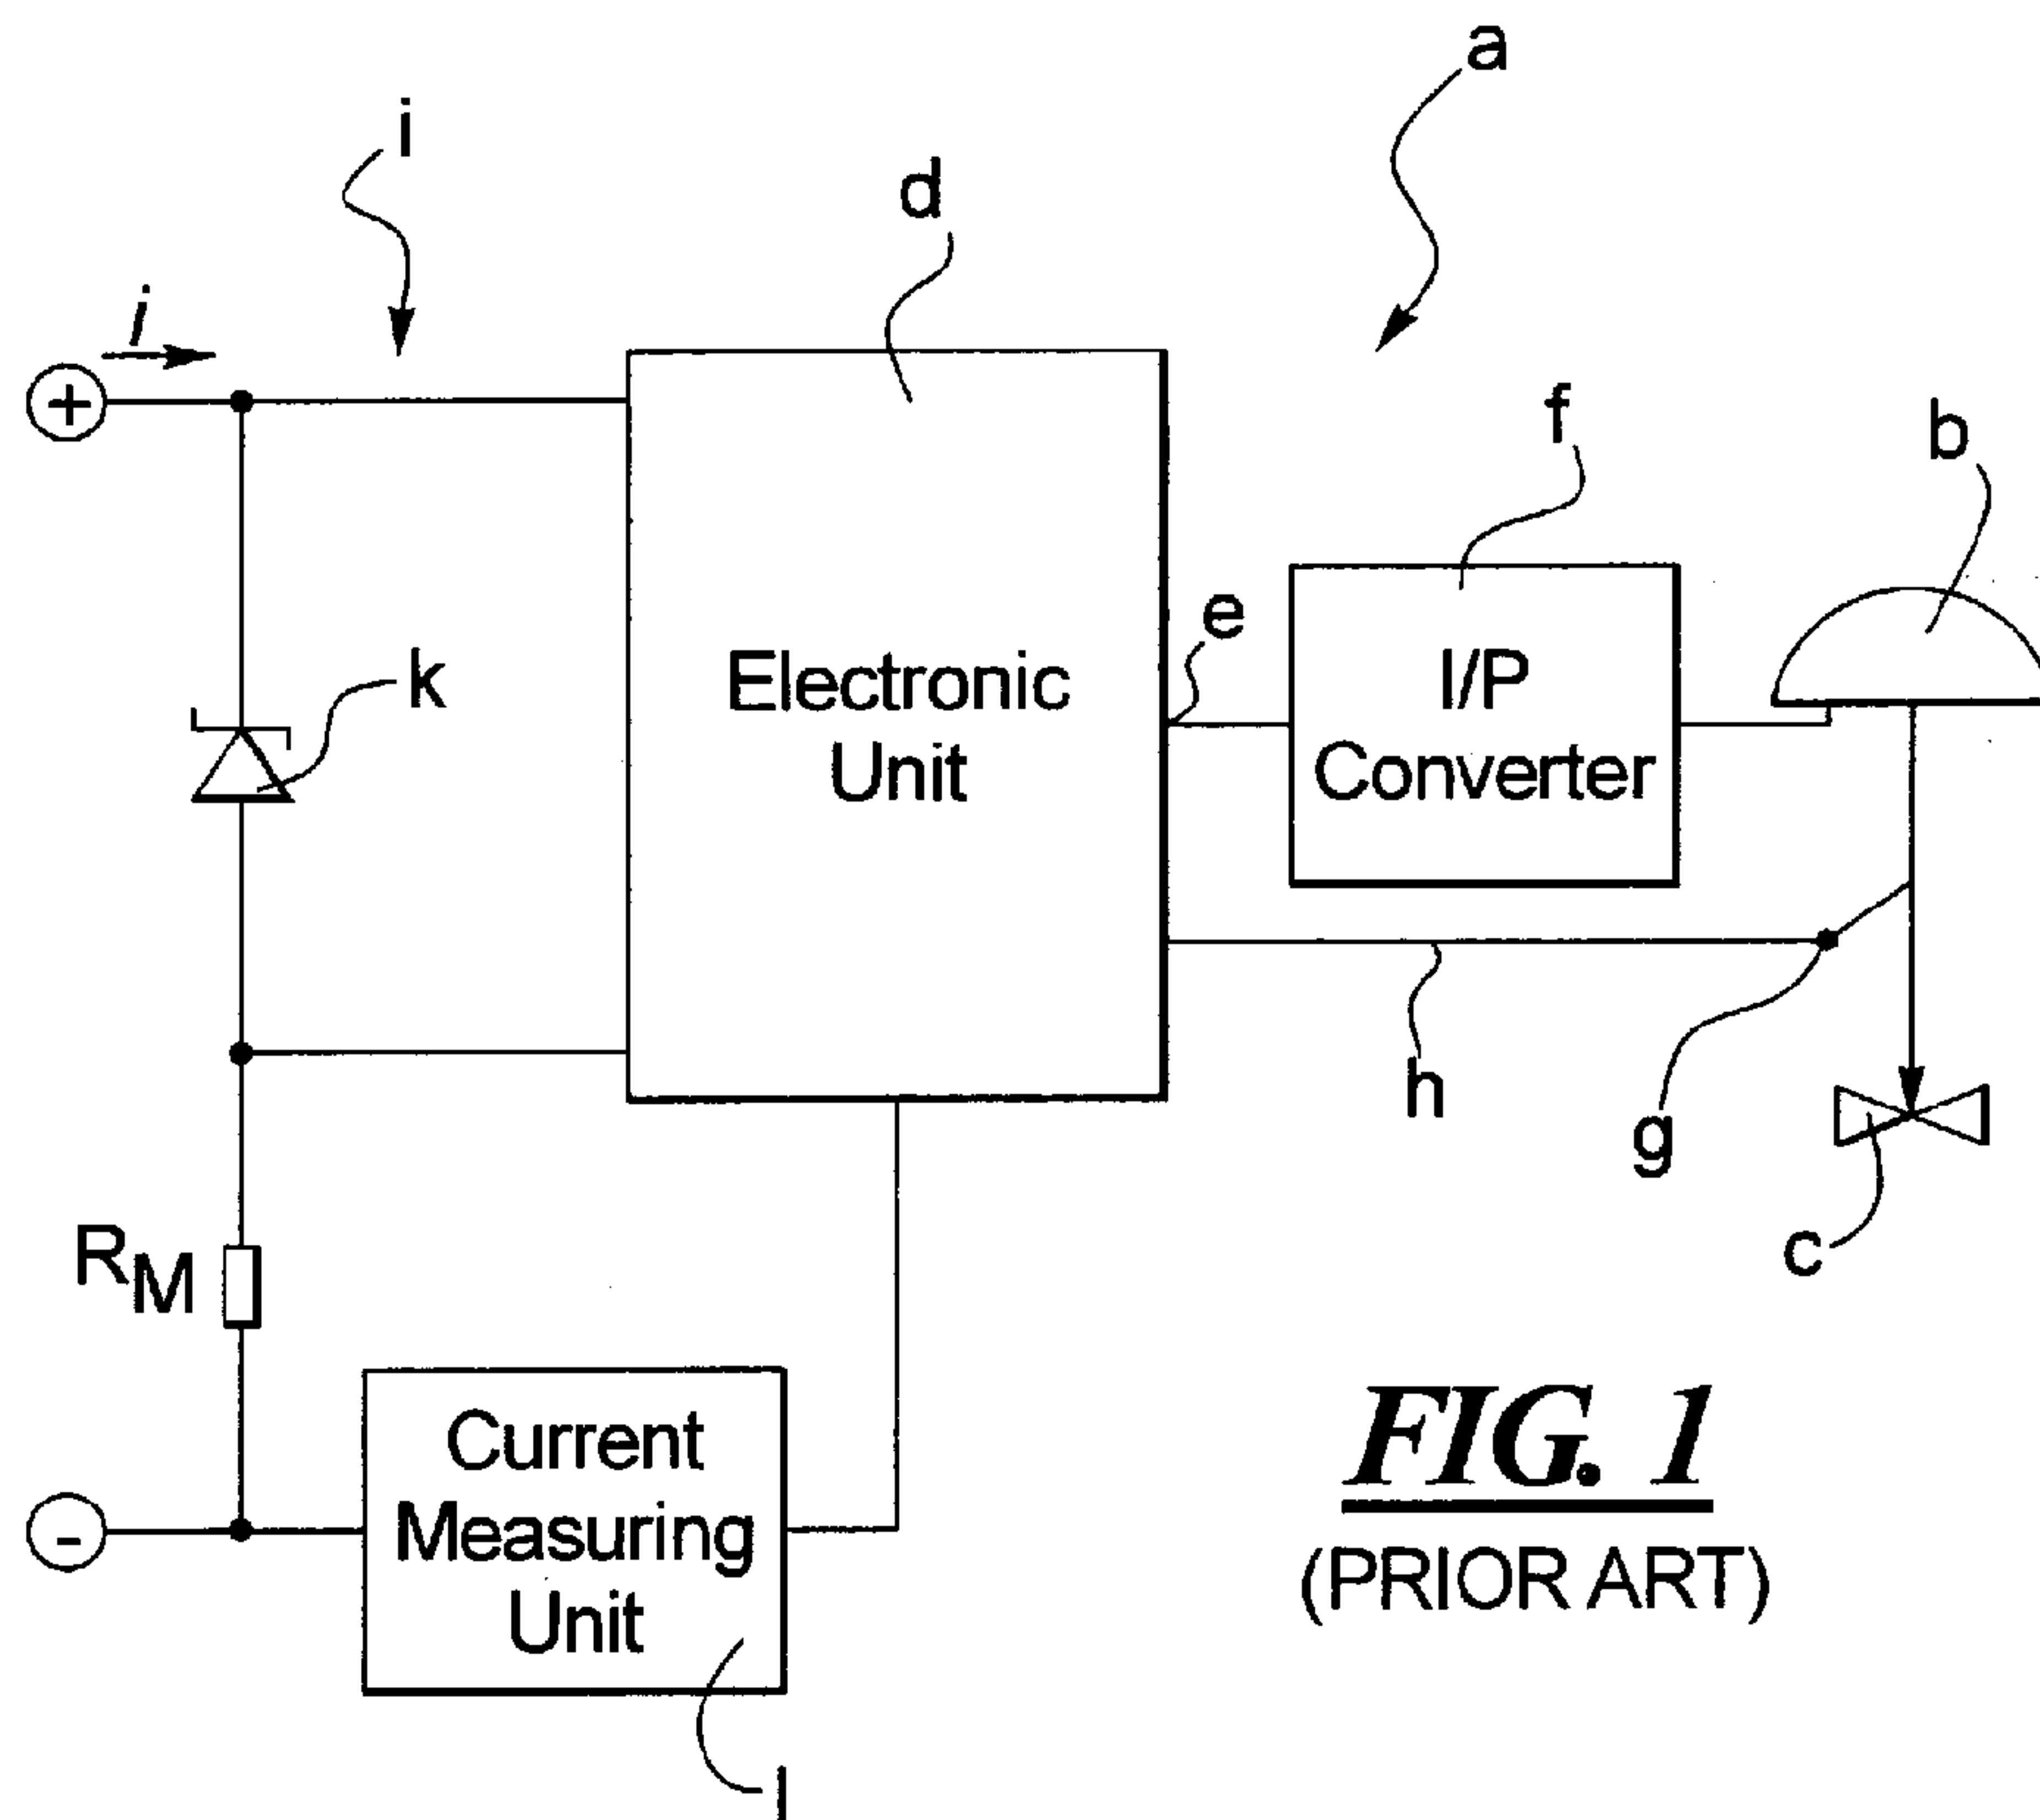 a
i
d
i
+
f
b
e
k
Electronic
Unit
I/P
Converter
h
g
c
RM
Current
Measuring
Unit
-
l
FIG. 1
(PRIOR ART)